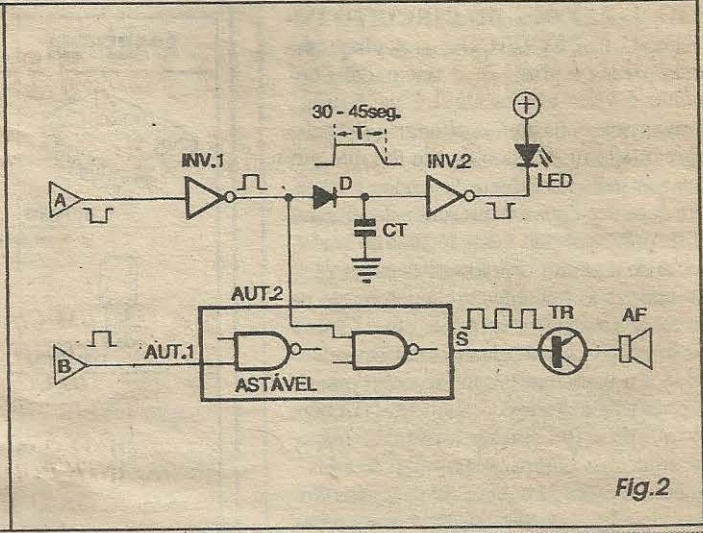 30 - 45seg.
T
INV.1
INV.2
LED
A
D
CT
AUT.2
TR
AF
S
B
AUT.1
ASTÁVEL
Fig.2